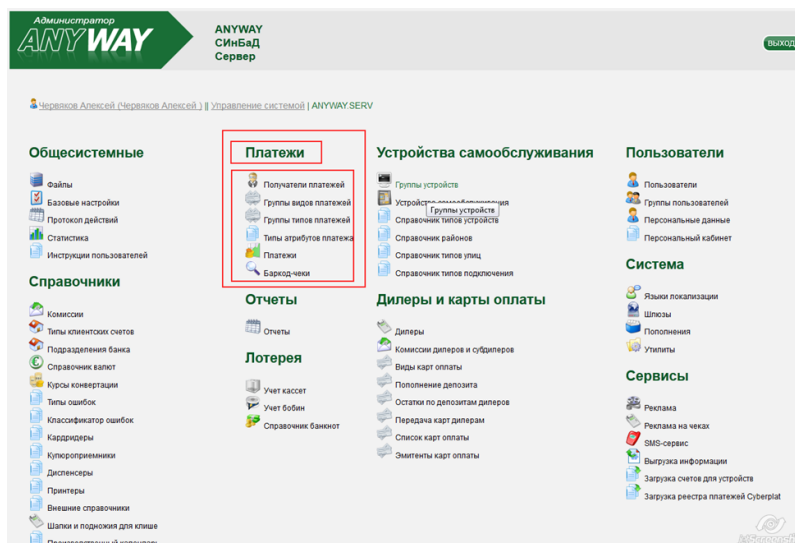 Администратор
ANYWAY
ANYWAY
СИнБаД
Сервер
ВЫХОД
Червяков Алексей (Червяков Алексей ) || Управление системой | ANYWAY.SERV
Общесистемные
Файлы
Базовые настройки
Протокол действий
Статистика
Инструкции пользователей
Справочники
Комиссии
Типы клиентских счетов
Подразделения банка
Справочник валют
Курсы конвертации
Типы ошибок
Классификатор ошибок
Кардридеры
Купюроприемники
Диспенсеры
Принтеры
Внешние справочники
Шапки и подножия для клише
Производственный календарь
Платежи
Получатели платежей
Группы видов платежей
Группы типов платежей
Типы атрибутов платежа
Платежи
Баркод-чеки
Отчеты
Отчеты
Лотерея
Учет кассет
Учет бобин
Справочник банкнот
Устройства самообслуживания
Группы устройств
Устройства самообслуживания
Группы устройств
Справочник типов устройств
Справочник районов
Справочник типов улиц
Справочник типов подключения
Дилеры и карты оплаты
Дилеры
Комиссии дилеров и субдилеров
Виды карт оплаты
Пополнение депозита
Остатки по депозитам дилеров
Передача карт дилерам
Список карт оплаты
Эмитенты карт оплаты
Пользователи
Пользователи
Группы пользователей
Персональные данные
Персональный кабинет
Система
Языки локализации
Шлюзы
Пополнения
Утилиты
Сервисы
Реклама
Реклама на чеках
SMS-сервис
Выгрузка информации
Загрузка счетов для устройств
Загрузка реестра платежей Cyberplat